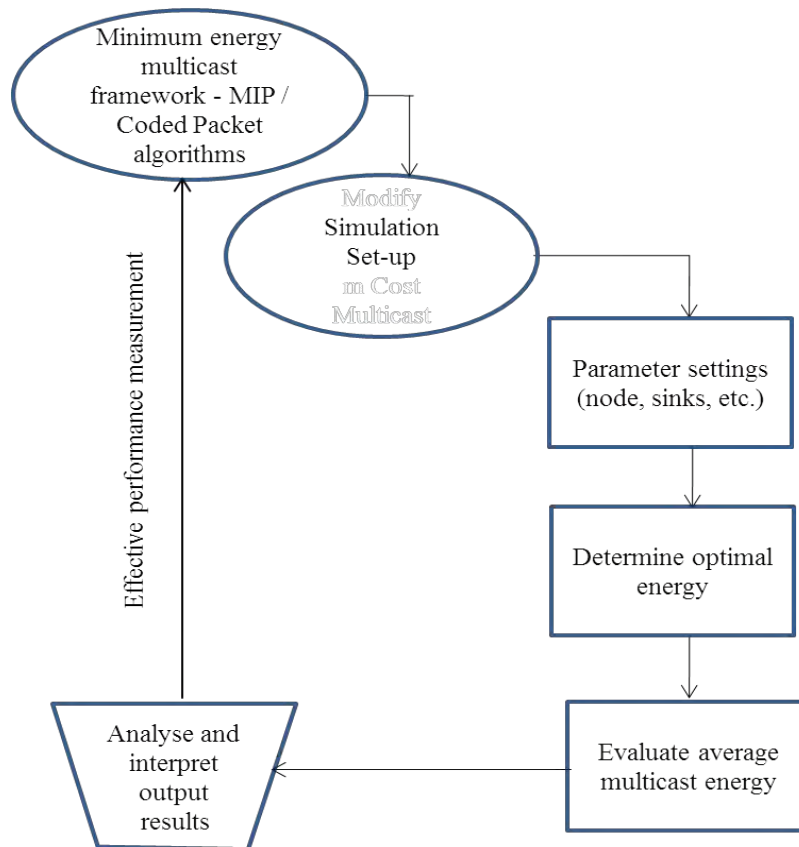 Minimum energy
multicast
framework - MIP /
Coded Packet
algorithms
Modify
Simulation
Set-up
m Cost
Multicast
Parameter settings
(node, sinks, etc.)
Determine optimal
energy
Evaluate average
multicast energy
Analyse and
interpret
output
results
Effective performance measurement